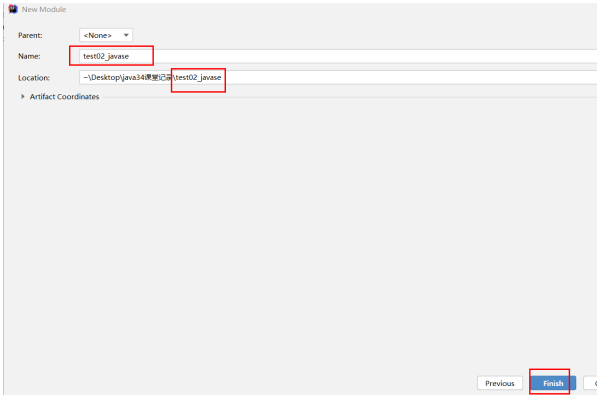 New Module
Parent: <None>
Name: test02_javase
Location: ~\Desktop\java34课堂记录\test02_javase
Artifact Coordinates
Previous Finish